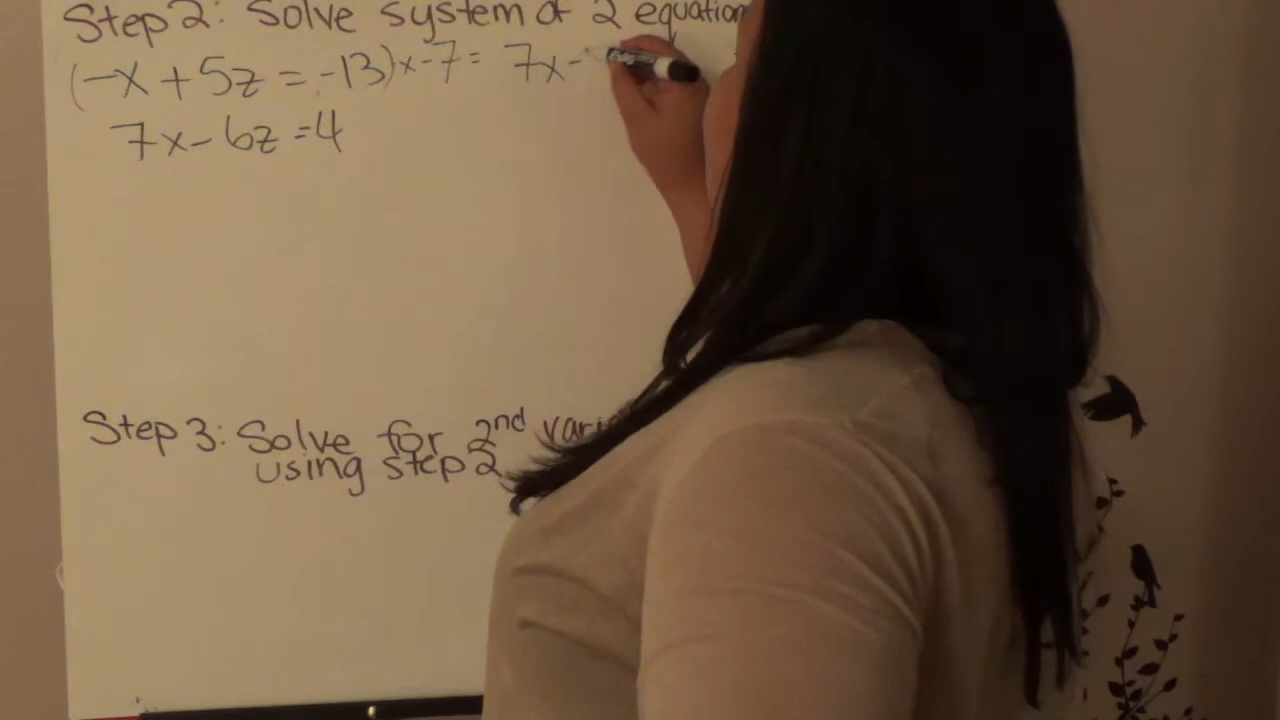 Step 2: Solve system of 2 equation
(-x + 5z = -13) x -7 = 7x -
7x - 6z = 4
Step 3: Solve for 2nd vari
using step 2